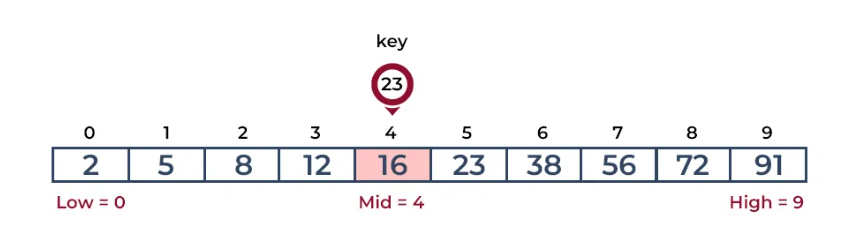 key
23
0 1 2 3 4 5 6 7 8 9
2 5 8 12 16 23 38 56 72 91
Low = 0 Mid = 4 High = 9